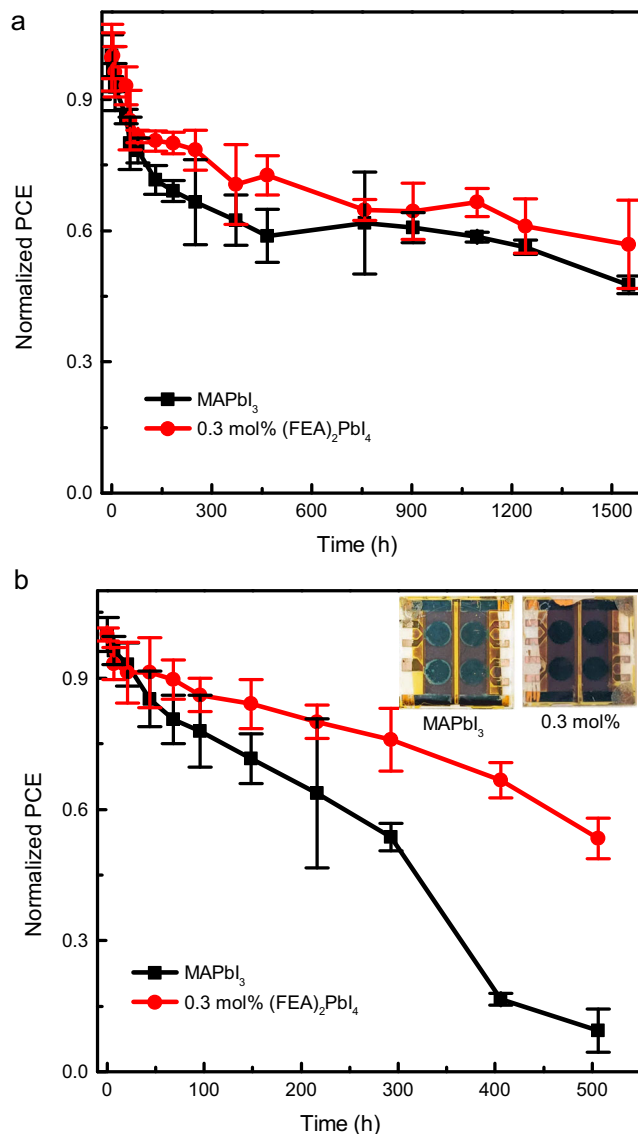 a
0.9
0.6
0.3
0.0
Normalized PCE
MAPbI₃
0.3 mol% (FEA)₂PbI₄
0 300 600 900 1200 1500
Time (h)
b
0.9
0.6
0.3
0.0
Normalized PCE
MAPbI₃ 0.3 mol%
MAPbI₃
0.3 mol% (FEA)₂PbI₄
0 100 200 300 400 500
Time (h)